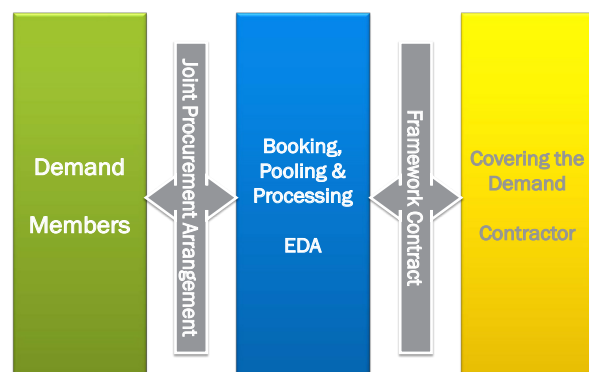 Demand
Members
Joint Procurement Arrangement
Booking,
Pooling &
Processing
EDA
Framework Contract
Covering the
Demand
Contractor